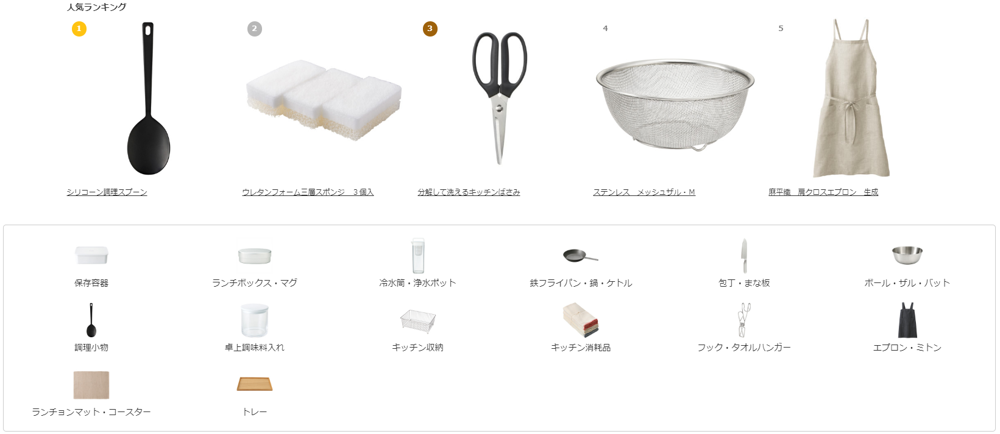 人気ランキング
1
2
3
4
5
シリコーン調理スプーン
ウレタンフォーム三層スポンジ　３個入
分解して洗えるキッチンばさみ
ステンレス　メッシュザル・Ｍ
麻平織　肩クロスエプロン　生成
保存容器
ランチボックス・マグ
冷水筒・浄水ポット
鉄フライパン・鍋・ケトル
包丁・まな板
ボール・ザル・バット
調理小物
卓上調味料入れ
キッチン収納
キッチン消耗品
フック・タオルハンガー
エプロン・ミトン
ランチョンマット・コースター
トレー